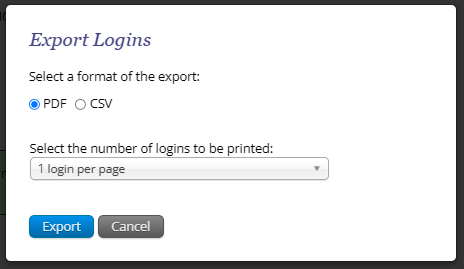 Export Logins
Select a format of the export:
PDF CSV
Select the number of logins to be printed:
1 login per page
Export Cancel